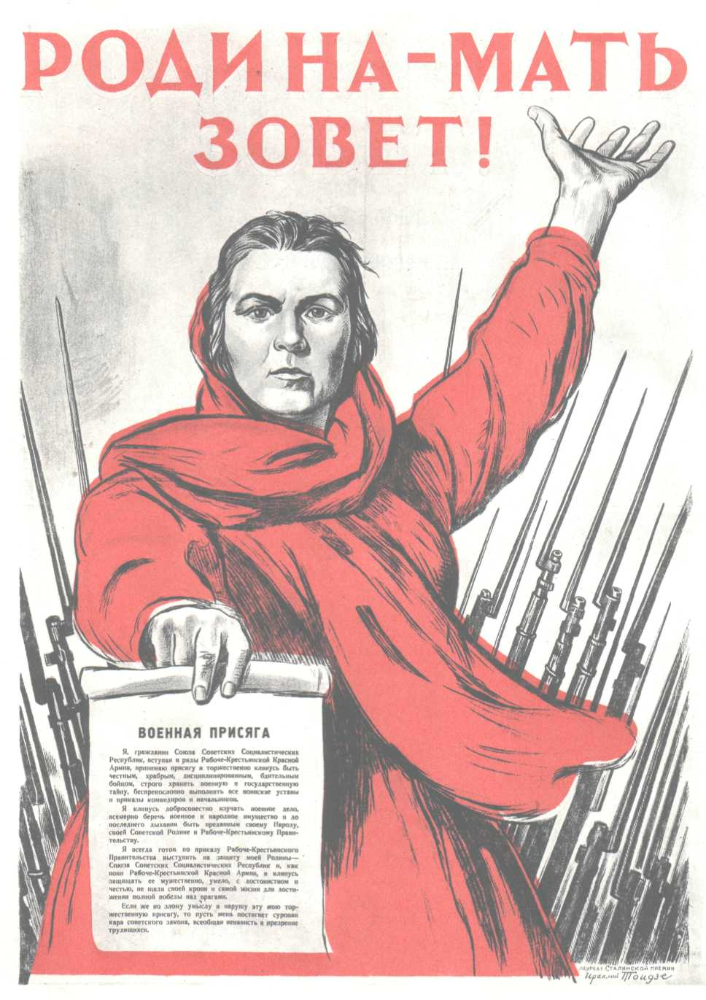 РОДИНА-МАТЬ
ЗОВЕТ!
ВОЕННАЯ ПРИСЯГА
Я, гражданин Союза Советских Социалистических
Республик, вступая в ряды Рабоче-Крестьянской Красной
Армии, принимаю присягу и торжественно клянусь быть
честным, храбрым, дисциплинированным, бдительным
бойцом, строго хранить военную и государственную
тайну, беспрекословно выполнять все воинские уставы
и приказы командиров и начальников.
Я клянусь добросовестно изучать военное дело,
всемерно беречь военное и народное имущество и до
последнего дыхания быть преданным своему Народу,
своей Советской Родине и Рабоче-Крестьянскому Прави-
тельству.
Я всегда готов по приказу Рабоче-Крестьянского
Правительства выступить на защиту моей Родины—
Союза Советских Социалистических Республик и, как
воин Рабоче-Крестьянской Красной Армии, я клянусь
защищать ее мужественно, умело, с достоинством и
честью, не щадя своей крови и самой жизни для дости-
жения полной победы над врагами.
Если же по злому умыслу я нарушу эту мою тор-
жественную присягу, то пусть меня постигнет суровая
кара советского закона, всеобщая ненависть и презрение
трудящихся.
ЛАУРЕАТ СТАЛИНСКОЙ ПРЕМИИ
Ираклий Тоидзе